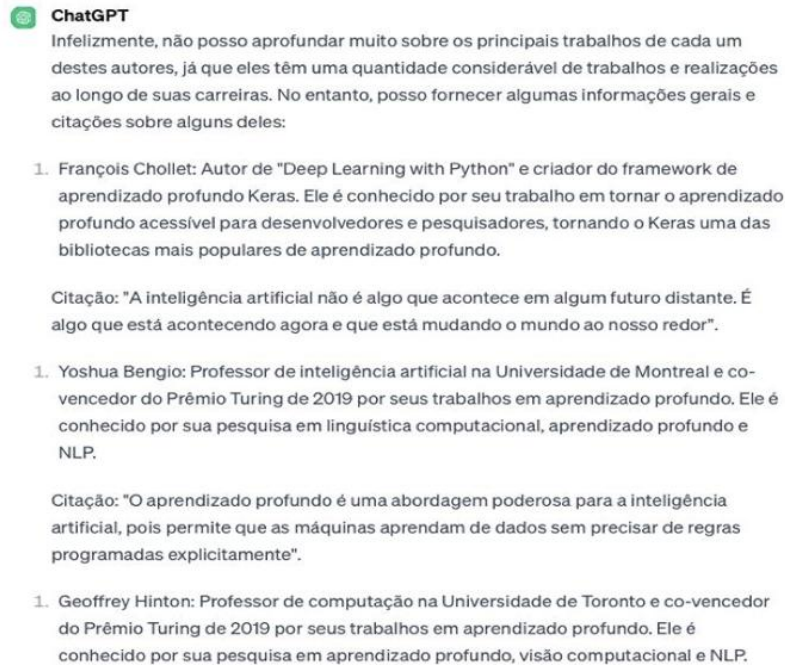 ChatGPT
Infelizmente, não posso aprofundar muito sobre os principais trabalhos de cada um
destes autores, já que eles têm uma quantidade considerável de trabalhos e realizações
ao longo de suas carreiras. No entanto, posso fornecer algumas informações gerais e
citações sobre alguns deles:
1. François Chollet: Autor de "Deep Learning with Python" e criador do framework de
aprendizado profundo Keras. Ele é conhecido por seu trabalho em tornar o aprendizado
profundo acessível para desenvolvedores e pesquisadores, tornando o Keras uma das
bibliotecas mais populares de aprendizado profundo.
Citação: "A inteligência artificial não é algo que acontece em algum futuro distante. É
algo que está acontecendo agora e que está mudando o mundo ao nosso redor".
1. Yoshua Bengio: Professor de inteligência artificial na Universidade de Montreal e co-
vencedor do Prêmio Turing de 2019 por seus trabalhos em aprendizado profundo. Ele é
conhecido por sua pesquisa em linguística computacional, aprendizado profundo e
NLP.
Citação: "O aprendizado profundo é uma abordagem poderosa para a inteligência
artificial, pois permite que as máquinas aprendam de dados sem precisar de regras
programadas explicitamente".
1. Geoffrey Hinton: Professor de computação na Universidade de Toronto e co-vencedor
do Prêmio Turing de 2019 por seus trabalhos em aprendizado profundo. Ele é
conhecido por sua pesquisa em aprendizado profundo, visão computacional e NLP.